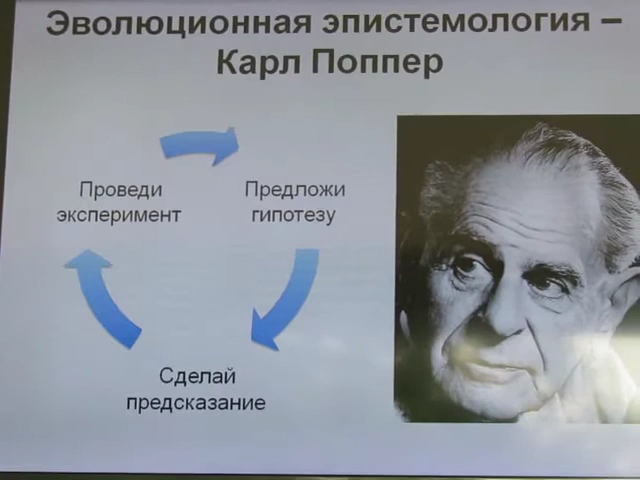 Эволюционная эпистемология –
Карл Поппер
Проведи
эксперимент
Предложи
гипотезу
Сделай
предсказание